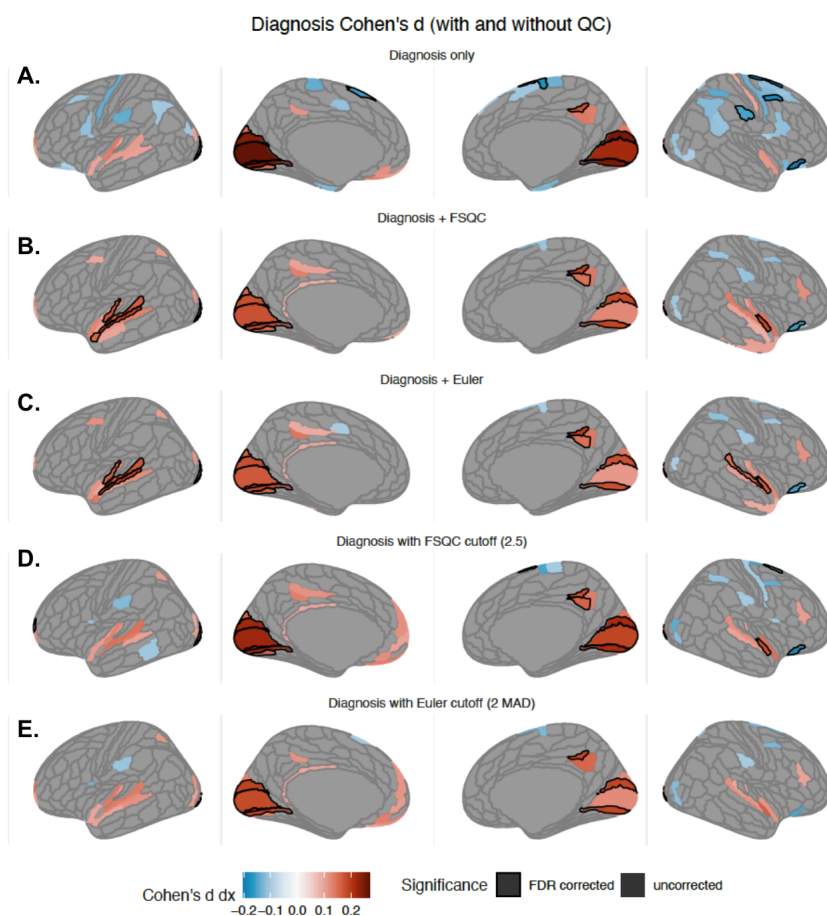 Diagnosis Cohen's d (with and without QC)
Diagnosis only
A.
Diagnosis + FSQC
B.
Diagnosis + Euler
C.
Diagnosis with FSQC cutoff (2.5)
D.
Diagnosis with Euler cutoff (2 MAD)
E.
Cohen's d dx
−0.2 −0.1 0.0 0.1 0.2
Significance FDR corrected uncorrected